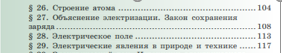 § 26. Строение атома ........................................ 104
§ 27. Объяснение электризации. Закон сохранения
заряда ........................................ 108
§ 28. Электрическое поле ........................................ 113
§ 29. Электрические явления в природе и технике ..... 117